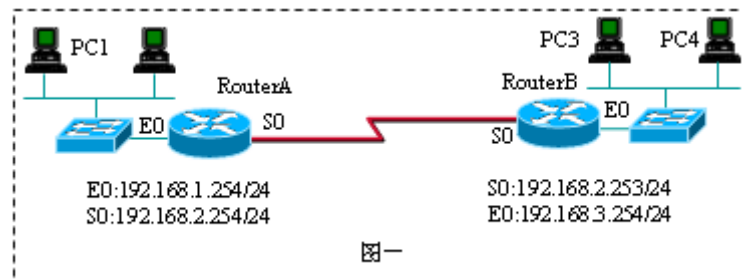 PC1
PC3
PC4
RouterA
RouterB
E0
S0
S0
E0
E0:192.168.1.254/24
S0:192.168.2.254/24
S0:192.168.2.253/24
E0:192.168.3.254/24
图一